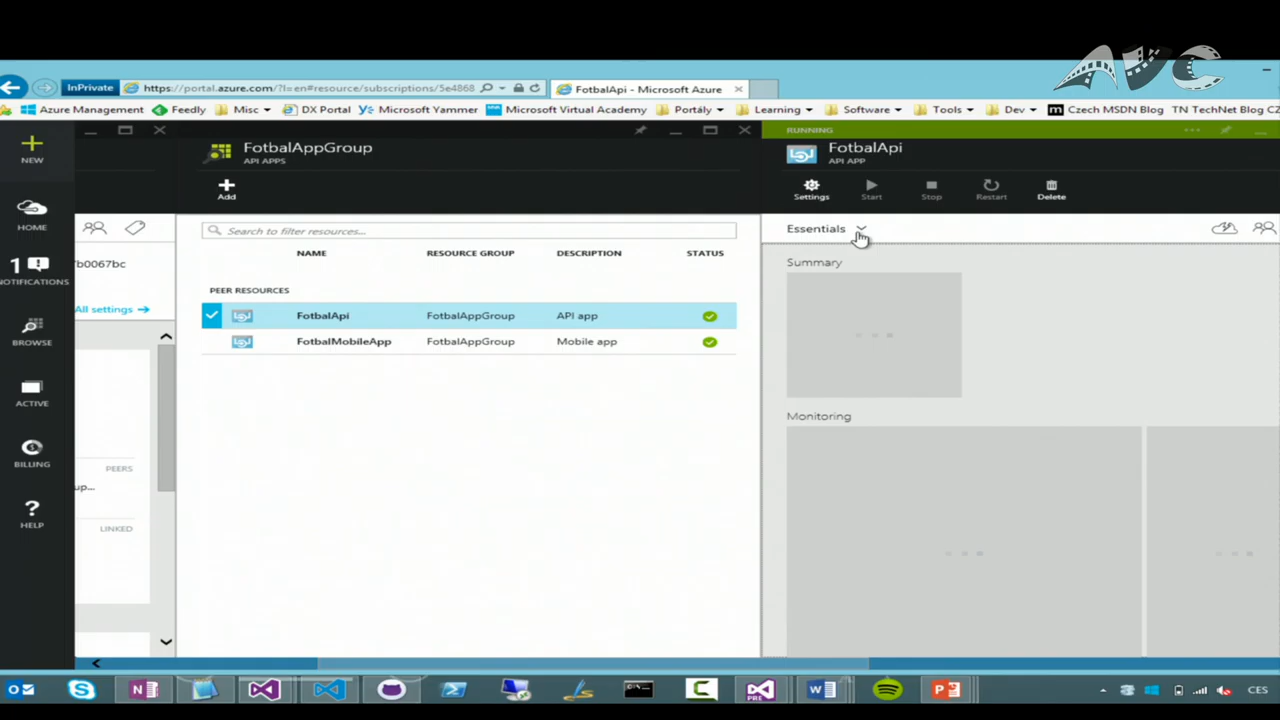 AVC
InPrivate
https://portal.azure.com/?l=en#resource/subscriptions/5e4868
FotbalApi - Microsoft Azure
Azure Management
Feedly
Misc
DX Portal
Microsoft Yammer
Microsoft Virtual Academy
Portály
Learning
Software
Tools
Dev
Czech MSDN Blog
TN TechNet Blog CZ
NEW
HOME
1
NOTIFICATIONS
BROWSE
ACTIVE
BILLING
HELP
b0067bc
All settings
PEERS
up...
LINKED
FotbalAppGroup
API APPS
Add
Search to filter resources...
NAME RESOURCE GROUP DESCRIPTION STATUS
PEER RESOURCES
FotbalApi FotbalAppGroup API app
FotbalMobileApp FotbalAppGroup Mobile app
RUNNING
FotbalApi
API APP
Settings Start Stop Restart Delete
Essentials
Summary
Monitoring
CES